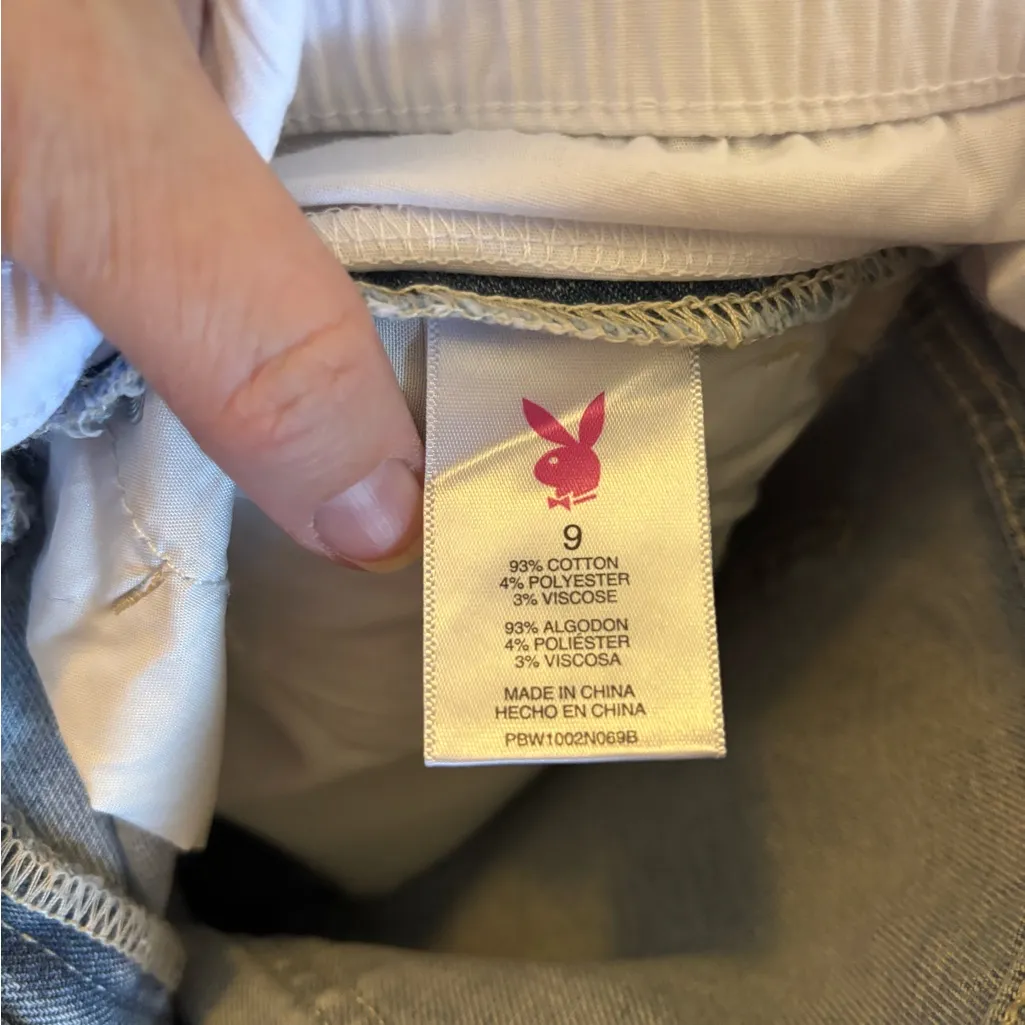 9
93% COTTON
4% POLYESTER
3% VISCOSE
93% ALGODON
4% POLIÉSTER
3% VISCOSA
MADE IN CHINA
HECHO EN CHINA
PBW1002N069B